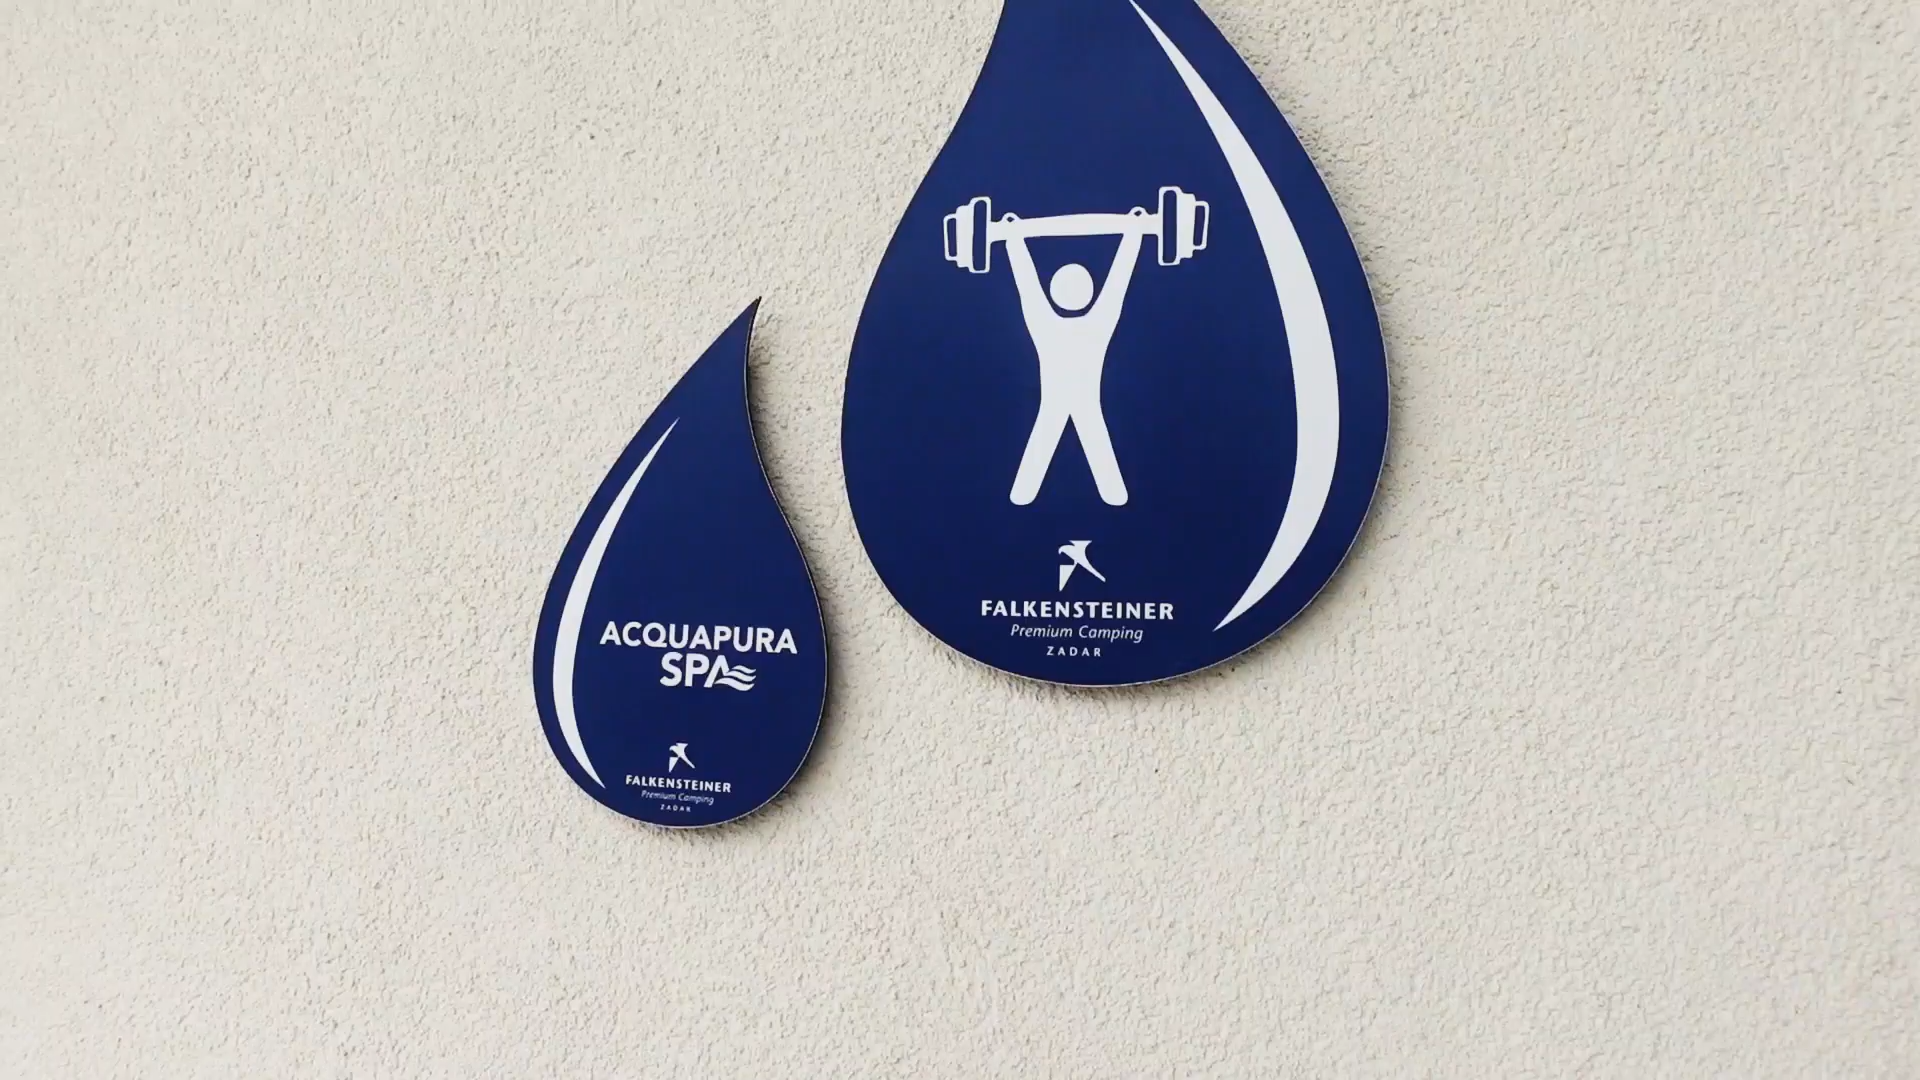 ACQUAPURA
SPA
FALKENSTEINER
Premium Camping
ZADAR
FALKENSTEINER
Premium Camping
ZADAR